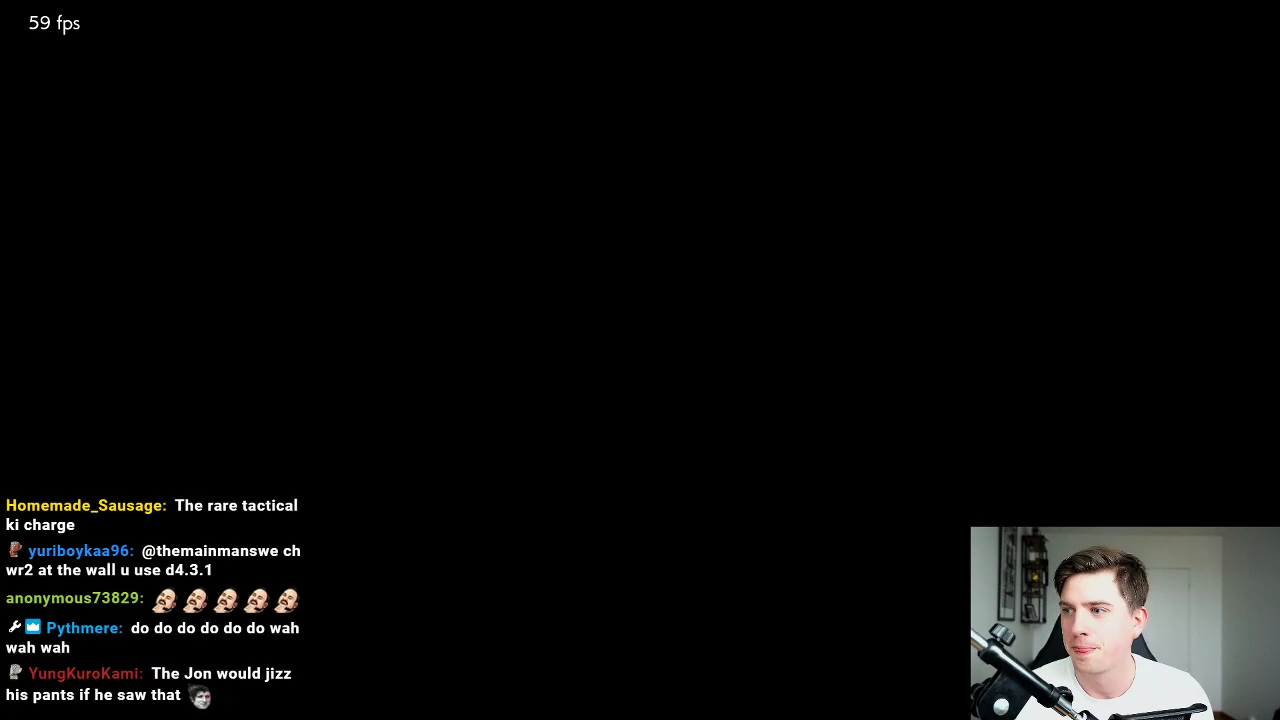 59 fps
Homemade_Sausage: The rare tactical
ki charge
yuriboykaa96: @themainmanswe ch
wr2 at the wall u use d4.3.1
anonymous73829:
Pythmere: do do do do do do wah
wah wah
YungKuroKami: The Jon would jizz
his pants if he saw that